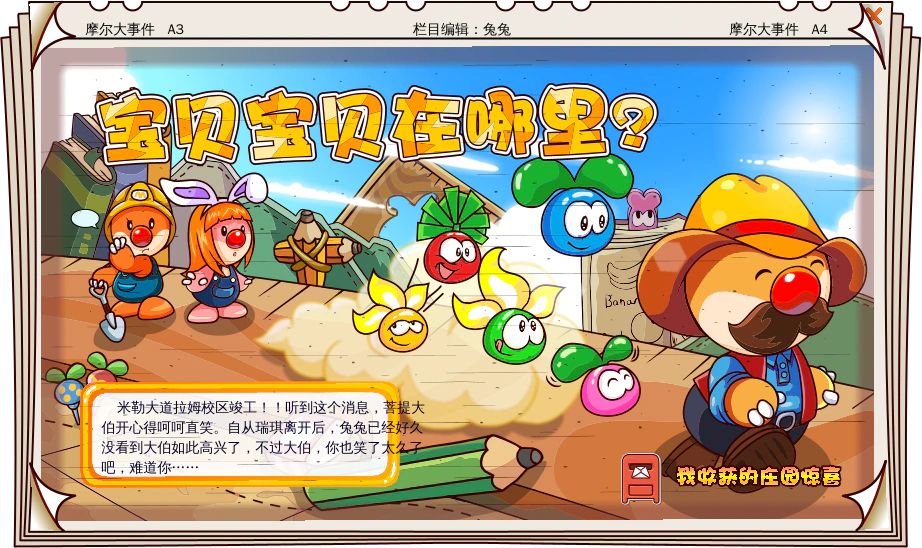 摩尔大事件 A3
栏目编辑：兔兔
摩尔大事件 A4
宝贝宝贝在哪里？
Banan
米勒大道拉姆校区竣工！！听到这个消息，菩提大
伯开心得呵呵直笑。自从瑞琪离开后，兔兔已经好久
没看到大伯如此高兴了，不过大伯，你也笑了太久了
吧，难道你……
我收获的庄园惊喜